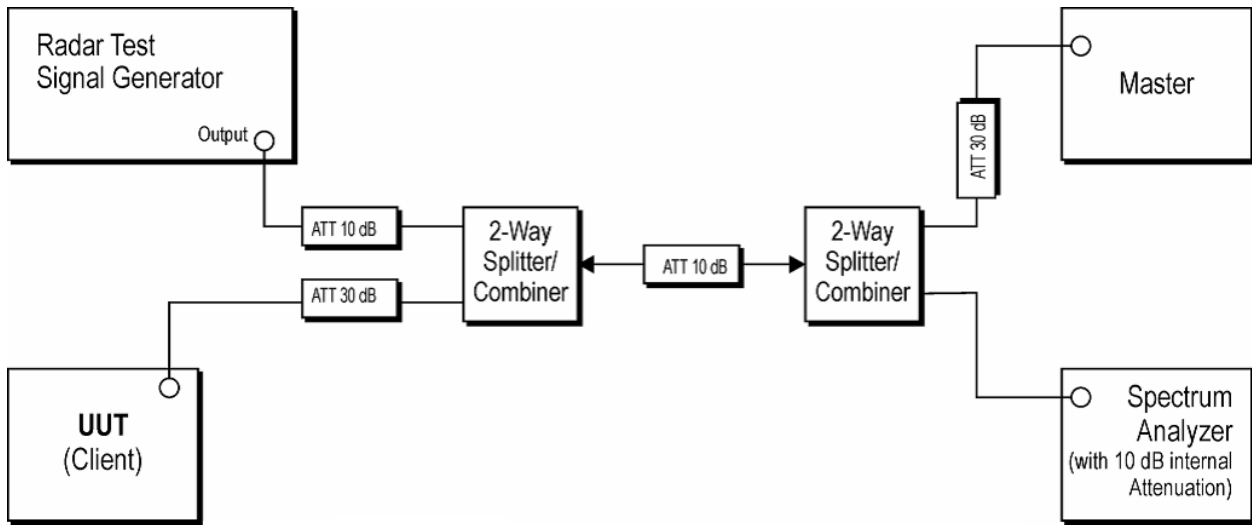 Radar Test
Signal Generator
Output
ATT 10 dB
ATT 30 dB
2-Way
Splitter/
Combiner
ATT 10 dB
2-Way
Splitter/
Combiner
ATT 30 dB
Master
UUT
(Client)
Spectrum
Analyzer
(with 10 dB internal
Attenuation)